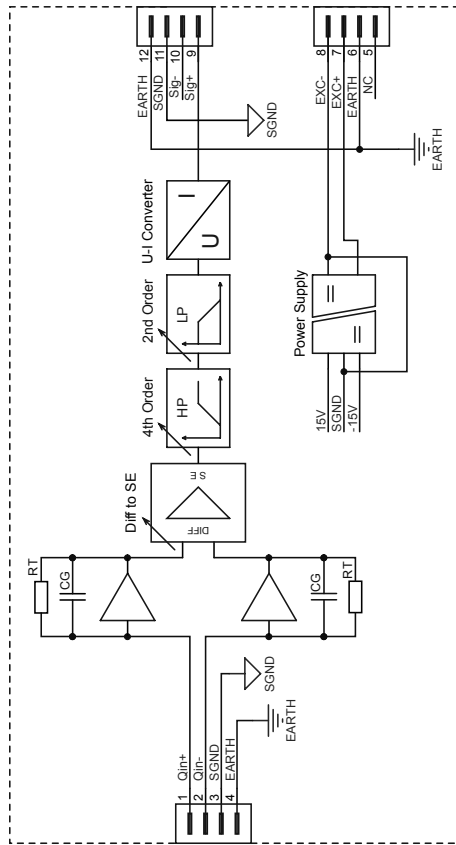 1
Qin+
2
Qin-
3
SGND
4
EARTH
EARTH
SGND
RT
CG
CG
RT
Diff to SE
DIFF
SE
4th Order
HP
2nd Order
LP
U-I Converter
U
I
12
EARTH
11
SGND
10
Sig-
9
Sig+
SGND
8
EXC-
7
EXC+
6
EARTH
5
NC
EARTH
Power Supply
15V
SGND
-15V